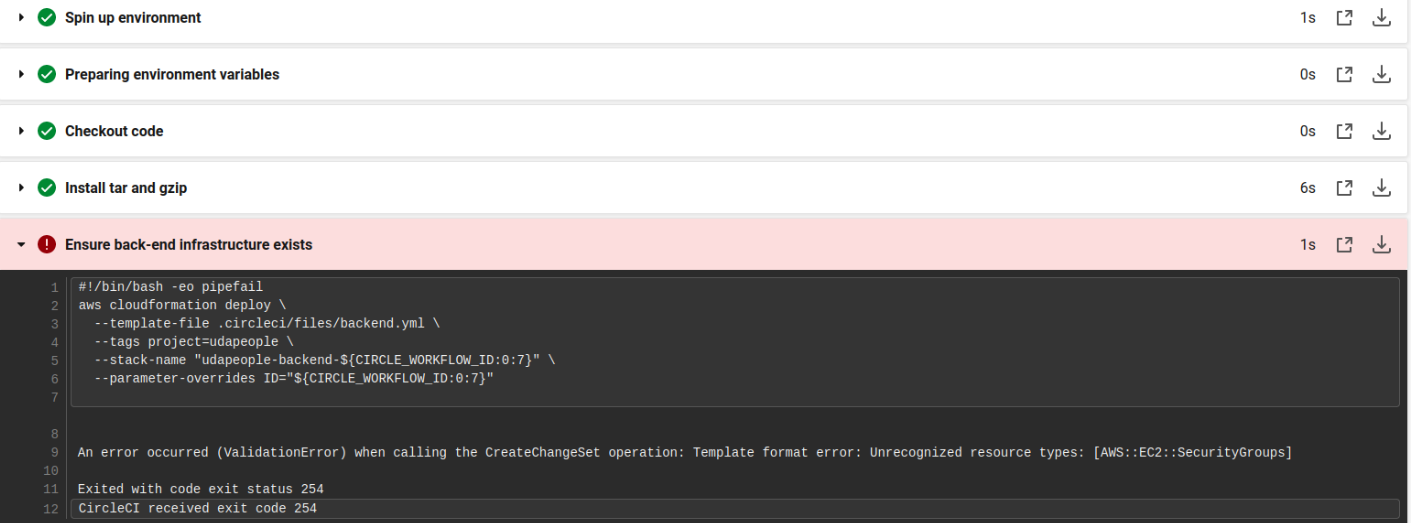 Spin up environment 1s
Preparing environment variables 0s
Checkout code 0s
Install tar and gzip 6s
Ensure back-end infrastructure exists 1s
1 #!/bin/bash -eo pipefail
2 aws cloudformation deploy \
3   --template-file .circleci/files/backend.yml \
4   --tags project=udapeople \
5   --stack-name "udapeople-backend-${CIRCLE_WORKFLOW_ID:0:7}" \
6   --parameter-overrides ID="${CIRCLE_WORKFLOW_ID:0:7}"
7
8
9 An error occurred (ValidationError) when calling the CreateChangeSet operation: Template format error: Unrecognized resource types: [AWS::EC2::SecurityGroups]
10
11 Exited with code exit status 254
12 CircleCI received exit code 254